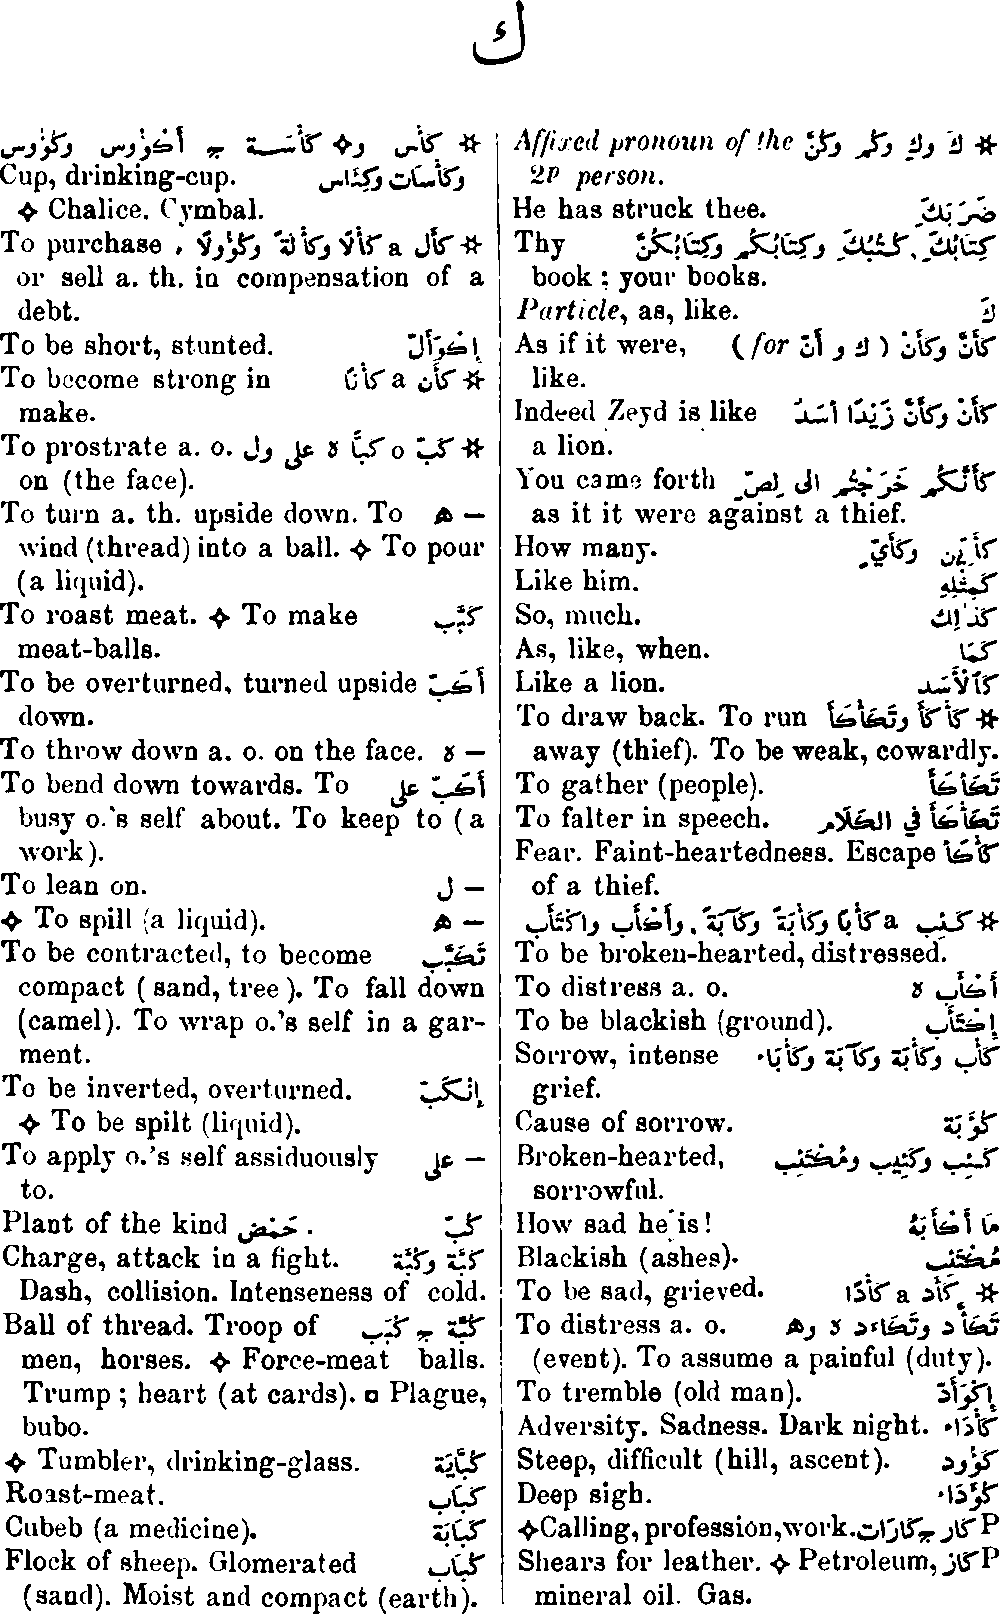 ك
Affixed pronoun of the كَ وكِ وكُم وكُنَّ ✲
2P person.
He has struck thee. ضَرَبَكَ
Thy كِتَابُكَ, كُتُبُكَ وكِتَابُكُم وكِتَابُكُنَّ
book ; your books.
Particle, as, like. كَ
As if it were, (for كَ و أَنَّ) كَأَنَّ وكَأَنْ
like.
Indeed Zeyd is like كَأَنْ وكَأَنَّ زَيْدًا أَسَدٌ
a lion.
You came forth كَأَنَّكُم خَرَجْتُم الى لِصٍّ
as it it were against a thief.
How many. كَأَيِّن وكَأَيٍّ
Like him. كَمِثْلِهِ
So, much. كَذٰلِكَ
As, like, when. كَمَا
Like a lion. كَالْأَسَد
To draw back. To run كَأْكَأَ وتَكَأْكَأَ ✲
away (thief). To be weak, cowardly.
To gather (people). تَكَأْكَأَ
To falter in speech. تَكَأْكَأَ فِي الكَلَام
Fear. Faint-heartedness. Escape كَأْكَأ
of a thief.
كَئِب a كَأْبًا وكَأْبَةً وكَآبَةً, وأَكْأَب واكْتَأَب ✲
To be broken-hearted, distressed.
To distress a. o. أَكْأَب ه
To be blackish (ground). إِكْتَأَب
Sorrow, intense كَأْب وكَأْبَة وكَآبَة وكَأْبَاء
grief.
Cause of sorrow. كُؤْبَة
Broken-hearted, كَئِب وكَئِيب ومُكْتَئِب
sorrowful.
How sad he is! مَا أَكْأَبَهُ
Blackish (ashes). مُكْتَئِب
To be sad, grieved. كَئِد a كَأَدًا ✲
To distress a. o. تَكَأَّد وتَكَاءَد ه وهـ
(event). To assume a painful (duty).
To tremble (old man). إِكْوَأَدَّ
Adversity. Sadness. Dark night. كَأْدَاء
Steep, difficult (hill, ascent). كَؤُود
Deep sigh. كُؤَدَاء
✧Calling, profession,work. كَار ج كَارَات P
Shears for leather. ✧ Petroleum, كَاز P
mineral oil. Gas.
كَأْس و✧ كَأْسَة ج أَكْؤُوس وكُؤُوس ✲
Cup, drinking-cup. وكَأْسَات وكِئَاس
✧ Chalice. Cymbal.
To purchase, كَأَل a كَأْلًا وكَأْلَةً وكُؤُولًا ✲
or sell a. th. in compensation of a
debt.
To be short, stunted. إِكْوَأَلَّ
To become strong in كَأَن a كَأْنًا ✲
make.
To prostrate a. o. كَبَّ o كَبًّا ه على ول ✲
on (the face).
To turn a. th. upside down. To هـ —
wind (thread) into a ball. ✧ To pour
(a liquid).
To roast meat. ✧ To make كَبَّب
meat-balls.
To be overturned, turned upside أَكَبَّ
down.
To throw down a. o. on the face. ه —
To bend down towards. To أَكَبَّ على
busy o.'s self about. To keep to (a
work).
To lean on. ل —
✧ To spill (a liquid). هـ —
To be contracted, to become تَكَبَّب
compact (sand, tree). To fall down
(camel). To wrap o.'s self in a gar-
ment.
To be inverted, overturned. إِنْكَبَّ
✧ To be spilt (liquid).
To apply o.'s self assiduously على —
to.
Plant of the kind حَمْض. كُبّ
Charge, attack in a fight. كَبَّة وكُبَّة
Dash, collision. Intenseness of cold.
Ball of thread. Troop of كُبَّة ج كُبَب
men, horses. ✧ Force-meat balls.
Trump ; heart (at cards). ▫ Plague,
bubo.
✧ Tumbler, drinking-glass. كُبَّايَة
Roast-meat. كَبَاب
Cubeb (a medicine). كَبَابَة
Flock of sheep. Glomerated كُبَاب
(sand). Moist and compact (earth).